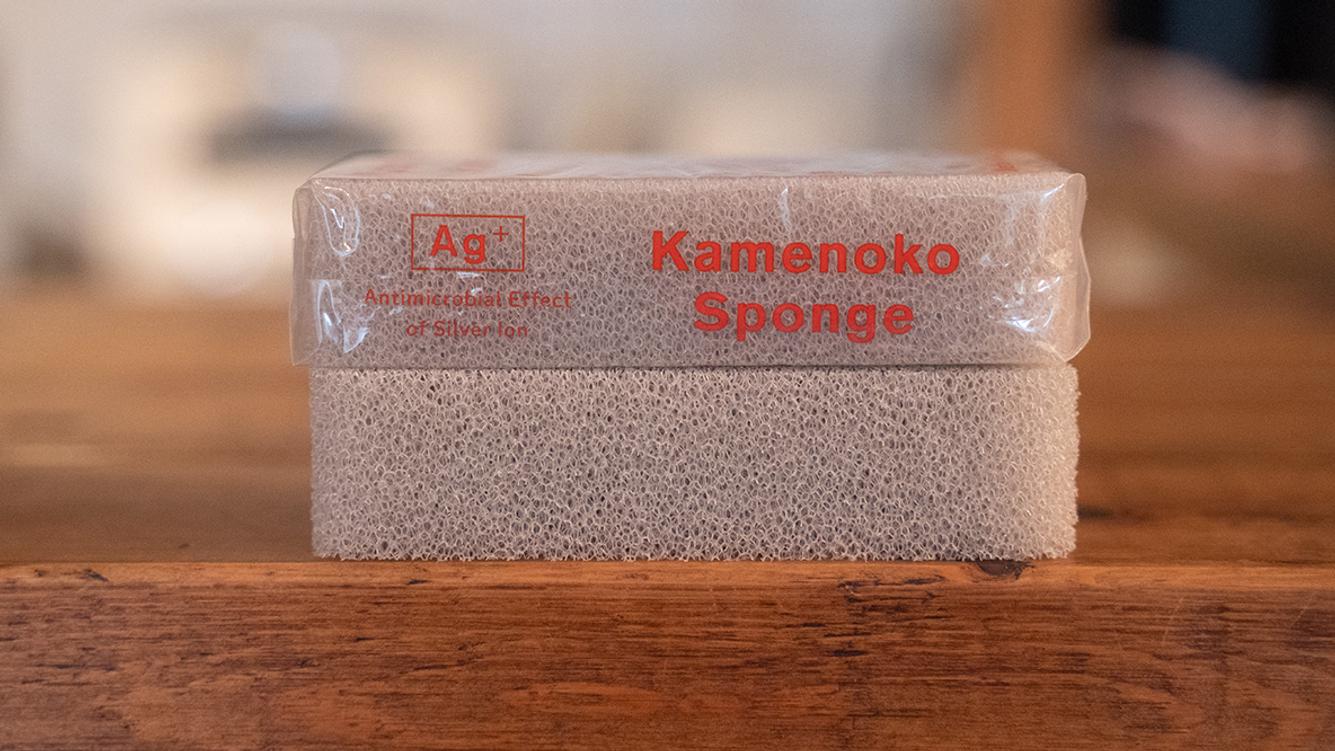 Ag+
Antimicrobial Effect
of Silver Ion
Kamenoko
Sponge